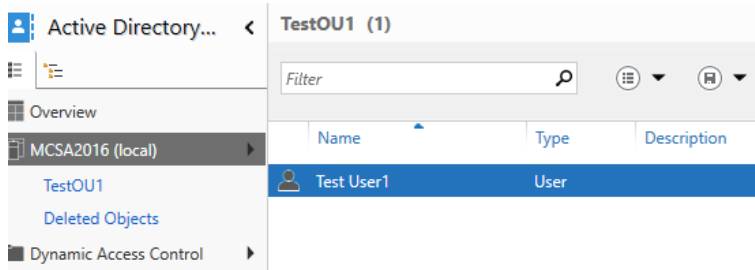 Active Directory...
TestOU1 (1)
Filter
Overview
MCSA2016 (local)
TestOU1
Deleted Objects
Dynamic Access Control
Name Type Description
Test User1 User